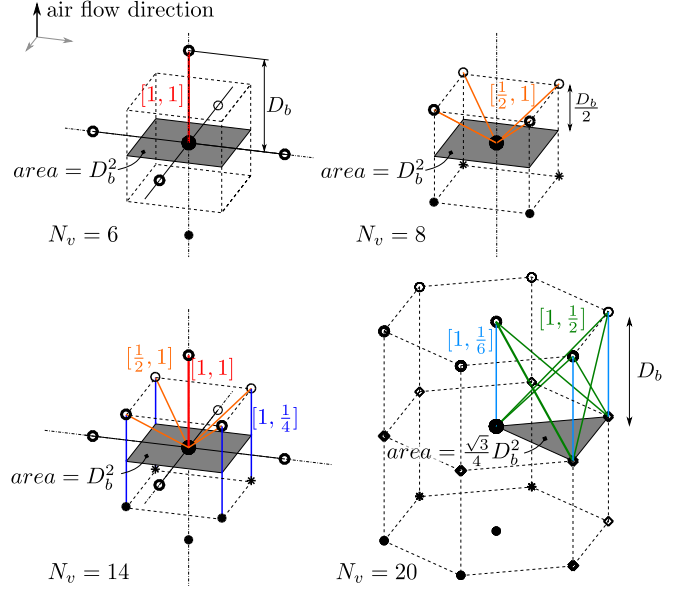 air flow direction
[1, 1]
D_b
area = D_b^2
N_v = 6
[1/2, 1]
D_b/2
area = D_b^2
N_v = 8
[1/2, 1]
[1, 1]
[1, 1/4]
area = D_b^2
N_v = 14
[1, 1/6]
[1, 1/2]
D_b
area = √3/4 D_b^2
N_v = 20